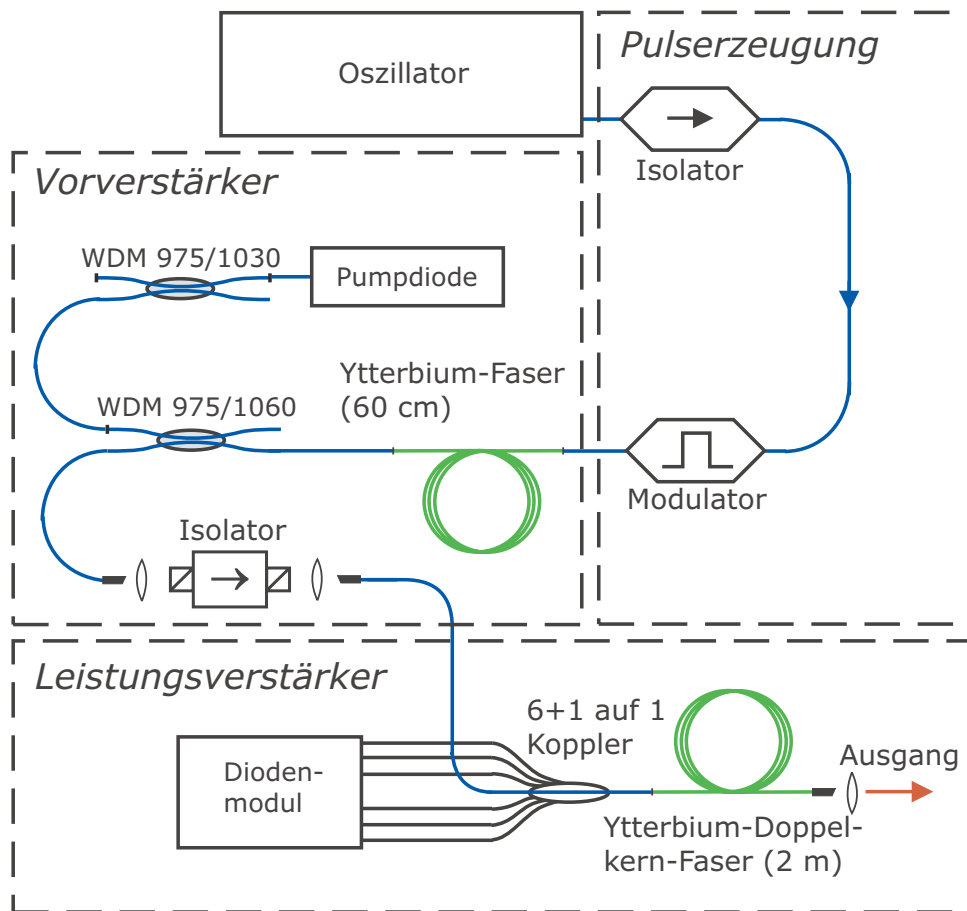 Oszillator
Pulserzeugung
Isolator
Vorverstärker
WDM 975/1030
Pumpdiode
Ytterbium-Faser
(60 cm)
WDM 975/1060
Modulator
Isolator
Leistungsverstärker
6+1 auf 1
Koppler
Dioden-
modul
Ausgang
Ytterbium-Doppel-
kern-Faser (2 m)